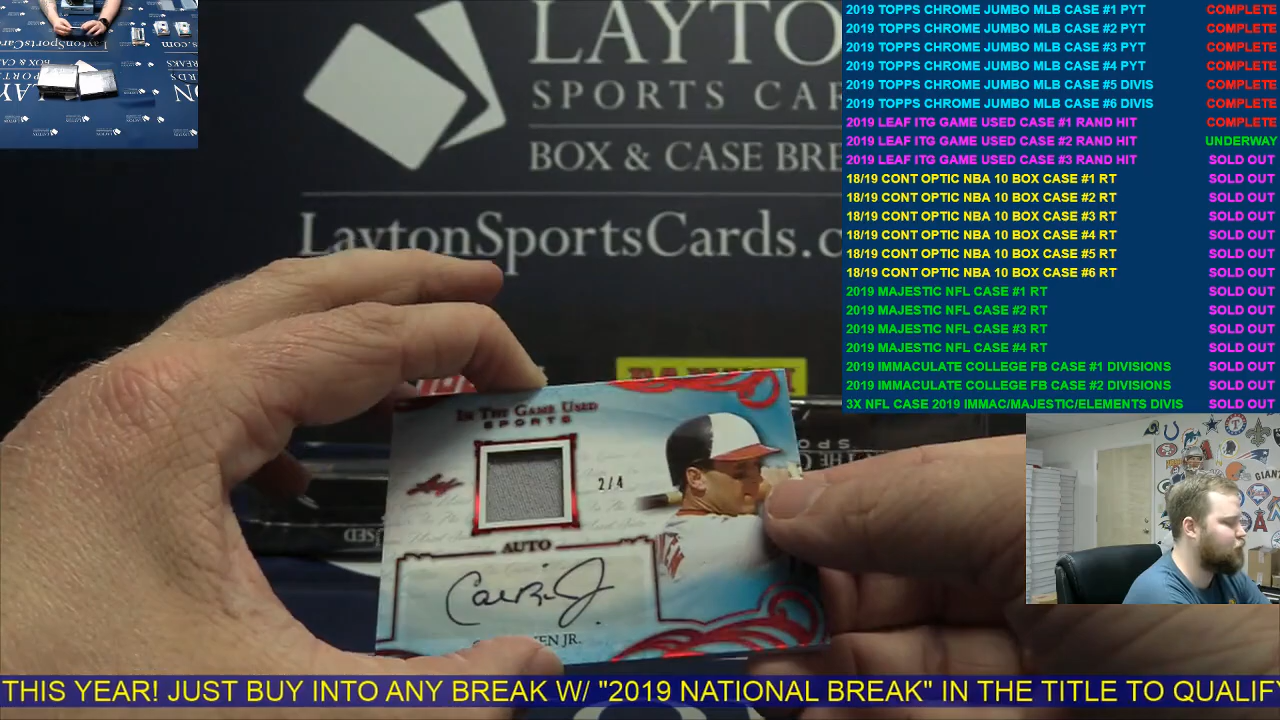 LAYTO
SPORTS CAR
BOX & CASE BRE
LaytonSportsCards.c
2019 TOPPS CHROME JUMBO MLB CASE #1 PYT COMPLETE
2019 TOPPS CHROME JUMBO MLB CASE #2 PYT COMPLETE
2019 TOPPS CHROME JUMBO MLB CASE #3 PYT COMPLETE
2019 TOPPS CHROME JUMBO MLB CASE #4 PYT COMPLETE
2019 TOPPS CHROME JUMBO MLB CASE #5 DIVIS COMPLETE
2019 TOPPS CHROME JUMBO MLB CASE #6 DIVIS COMPLETE
2019 LEAF ITG GAME USED CASE #1 RAND HIT COMPLETE
2019 LEAF ITG GAME USED CASE #2 RAND HIT UNDERWAY
2019 LEAF ITG GAME USED CASE #3 RAND HIT SOLD OUT
18/19 CONT OPTIC NBA 10 BOX CASE #1 RT SOLD OUT
18/19 CONT OPTIC NBA 10 BOX CASE #2 RT SOLD OUT
18/19 CONT OPTIC NBA 10 BOX CASE #3 RT SOLD OUT
18/19 CONT OPTIC NBA 10 BOX CASE #4 RT SOLD OUT
18/19 CONT OPTIC NBA 10 BOX CASE #5 RT SOLD OUT
18/19 CONT OPTIC NBA 10 BOX CASE #6 RT SOLD OUT
2019 MAJESTIC NFL CASE #1 RT SOLD OUT
2019 MAJESTIC NFL CASE #2 RT SOLD OUT
2019 MAJESTIC NFL CASE #3 RT SOLD OUT
2019 MAJESTIC NFL CASE #4 RT SOLD OUT
2019 IMMACULATE COLLEGE FB CASE #1 DIVISIONS SOLD OUT
2019 IMMACULATE COLLEGE FB CASE #2 DIVISIONS SOLD OUT
3X NFL CASE 2019 IMMAC/MAJESTIC/ELEMENTS DIVIS SOLD OUT
IN THE GAME USED
SPORTS
Leaf
2/4
AUTO
JR.
GIANT
THIS YEAR! JUST BUY INTO ANY BREAK W/ "2019 NATIONAL BREAK" IN THE TITLE TO QUALIFY